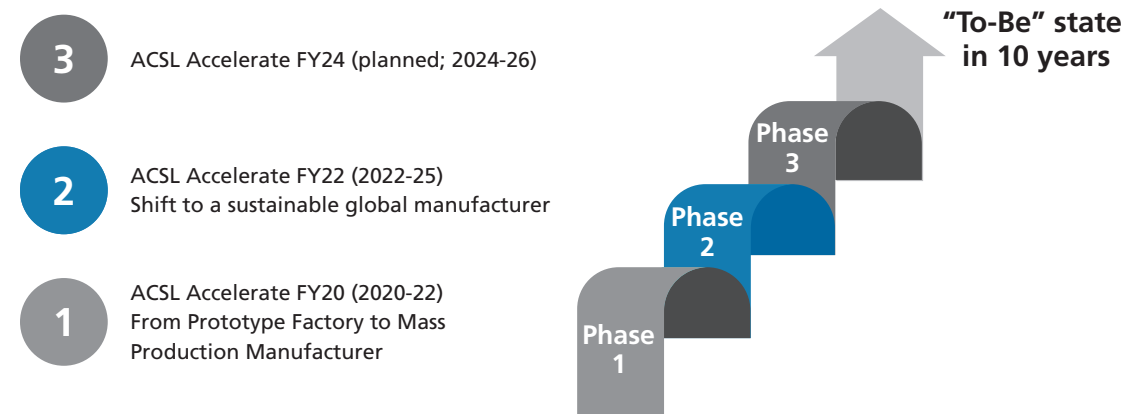 3
ACSL Accelerate FY24 (planned; 2024-26)
2
ACSL Accelerate FY22 (2022-25)
Shift to a sustainable global manufacturer
1
ACSL Accelerate FY20 (2020-22)
From Prototype Factory to Mass
Production Manufacturer
“To-Be” state
in 10 years
Phase
3
Phase
2
Phase
1